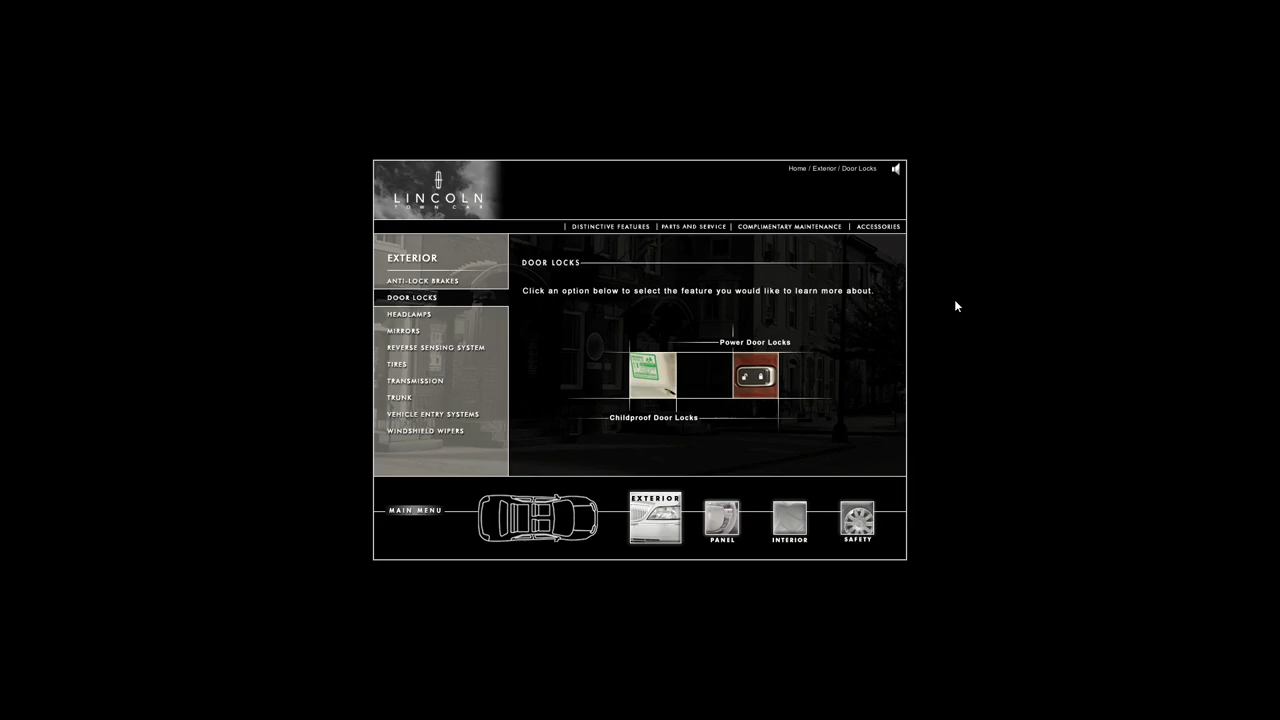 Home / Exterior / Door Locks
LINCOLN
TOWN CAR
DISTINCTIVE FEATURES | PARTS AND SERVICE | COMPLIMENTARY MAINTENANCE | ACCESSORIES
EXTERIOR
ANTI-LOCK BRAKES
DOOR LOCKS
HEADLAMPS
MIRRORS
REVERSE SENSING SYSTEM
TIRES
TRANSMISSION
TRUNK
VEHICLE ENTRY SYSTEMS
WINDSHIELD WIPERS
DOOR LOCKS
Click an option below to select the feature you would like to learn more about.
Power Door Locks
Childproof Door Locks
MAIN MENU
EXTERIOR
PANEL
INTERIOR
SAFETY